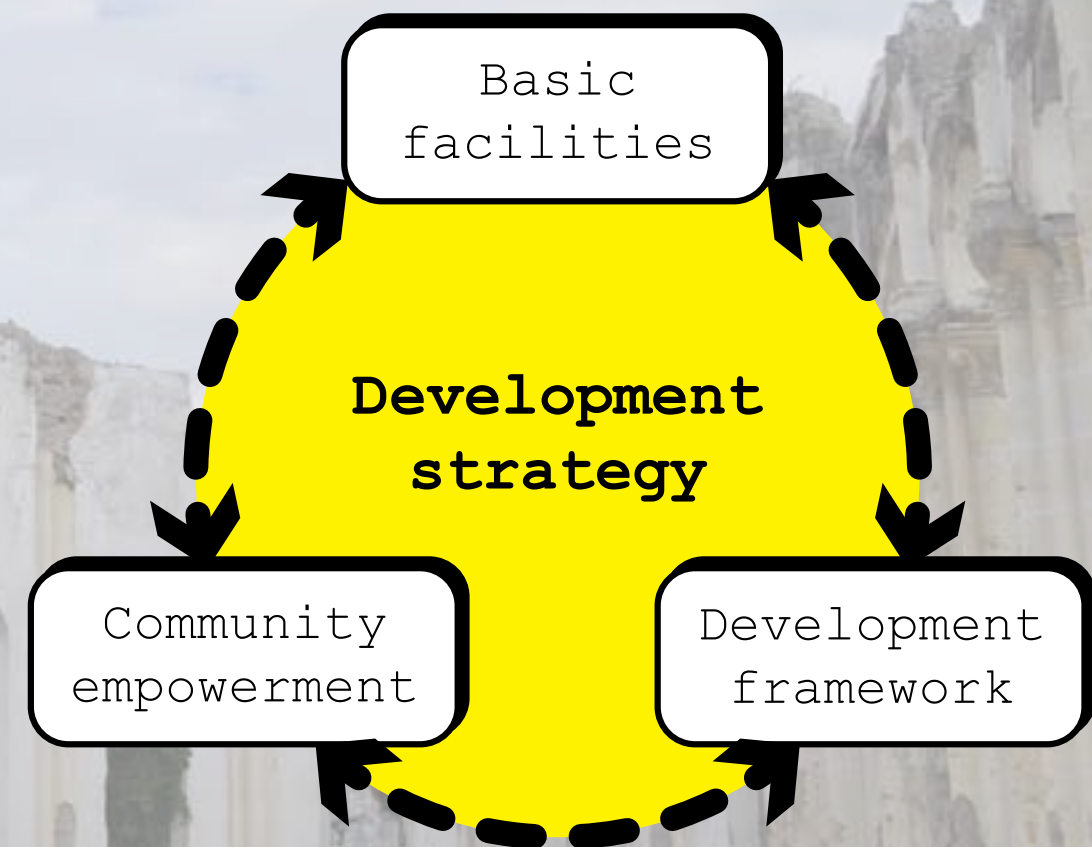 Basic
facilities
Development
strategy
Community
empowerment
Development
framework